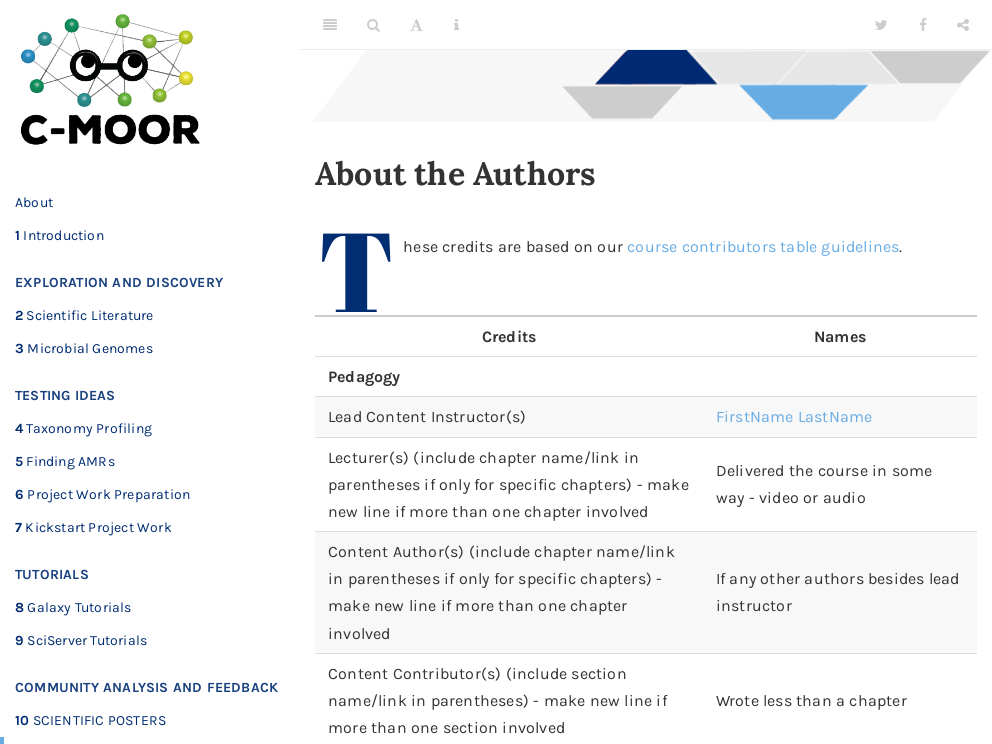 C-MOOR
About
1 Introduction
EXPLORATION AND DISCOVERY
2 Scientific Literature
3 Microbial Genomes
TESTING IDEAS
4 Taxonomy Profiling
5 Finding AMRs
6 Project Work Preparation
7 Kickstart Project Work
TUTORIALS
8 Galaxy Tutorials
9 SciServer Tutorials
COMMUNITY ANALYSIS AND FEEDBACK
10 SCIENTIFIC POSTERS
A i
About the Authors
These credits are based on our course contributors table guidelines.
Credits Names
Pedagogy
Lead Content Instructor(s) FirstName LastName
Lecturer(s) (include chapter name/link in
parentheses if only for specific chapters) - make
new line if more than one chapter involved
Delivered the course in some
way - video or audio
Content Author(s) (include chapter name/link
in parentheses if only for specific chapters) -
make new line if more than one chapter
involved
If any other authors besides lead
instructor
Content Contributor(s) (include section
name/link in parentheses) - make new line if
more than one section involved
Wrote less than a chapter